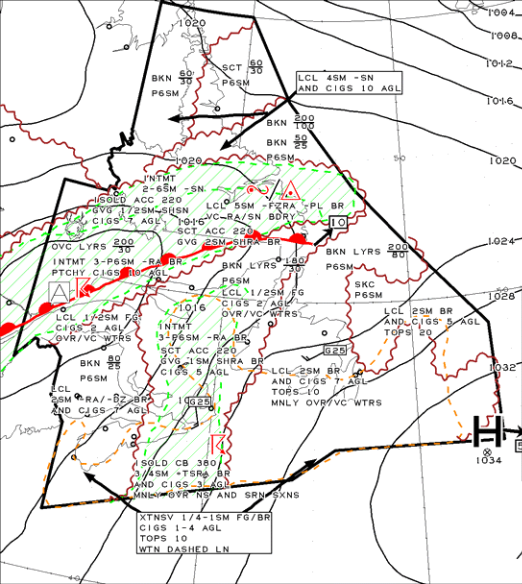 1020
1004
1008
1012
1016
1020
1024
1028
1032
BKN 60/30
P6SM
SCT 60/30
P6SM
LCL 4SM -SN
AND CIGS 10 AGL
BKN 200/100
BKN 50/25
P6SM
50
1020
INTMT
2-6SM -SN
ISOLD ACC 220
GVG 1/2SM SHSN
CIGS 7 AGL
LCL 5SM -FZRA -PL BR
VC -RA/SN BDRY
1016
SCT ACC 220
GVG 2SM SHRA BR
10
OVC LYRS 200/30
INTMT 3-P6SM -RA BR
PTCHY CIGS 10 AGL
BKN LYRS 180/30
P6SM
BKN LYRS 200/80
P6SM
SKC
P6SM
A
LCL 1/2SM FG
CIGS 2 AGL
OVR/VC WTRS
LCL 1/2SM FG
CIGS 2 AGL
OVR/VC WTRS
1016
INTMT
3-P6SM -RA BR
SCT ACC 220
GVG 1SM SHRA BR
CIGS 5 AGL
LCL 2SM BR
AND CIGS 5 AGL
TOPS 20
BKN
P6SM
G25
LCL
2SM -RA/-DZ BR
AND CIGS 7 AGL
LCL 2SM BR
AND CIGS 7 AGL
TOPS 10
MNLY OVR/VC WTRS
G25
H
1034
ISOLD CB 380
3/4SM +TSRA BR
AND CIGS 3 AGL
MNLY OVR NS AND SRN SXNS
XTNSV 1/4-1SM FG/BR
CIGS 1-4 AGL
TOPS 10
WTN DASHED LN
40